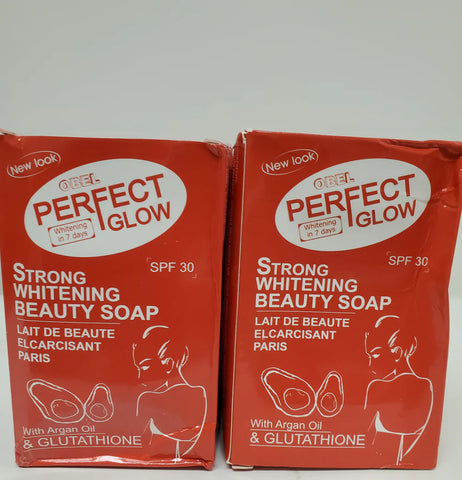 New look
OBEL
PERFECT
GLOW
Whitening
in 7 days
SPF 30
STRONG
WHITENING
BEAUTY SOAP
LAIT DE BEAUTE
ELCARCISANT
PARIS
With Argan Oil
& GLUTATHIONE
New look
OBEL
PERFECT
GLOW
Whitening
in 7 days
SPF 30
STRONG
WHITENING
BEAUTY SOAP
LAIT DE BEAUTE
ELCARCISANT
PARIS
With Argan Oil
& GLUTATHIONE